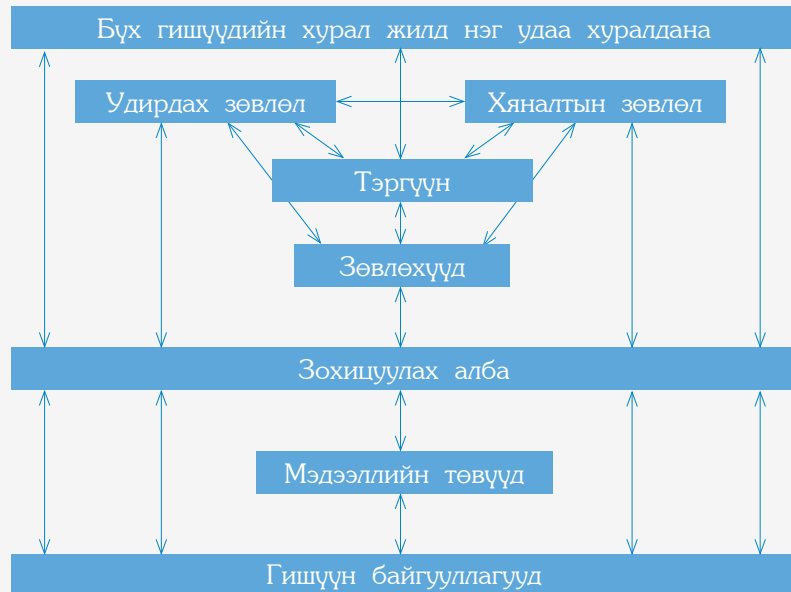 Бүх гишүүдийн хурал жилд нэг удаа хуралдана
Удирдах зөвлөл
Хяналтын зөвлөл
Тэргүүн
Зөвлөхүүд
Зохицуулах алба
Мэдээллийн төвүүд
Гишүүн байгууллагууд